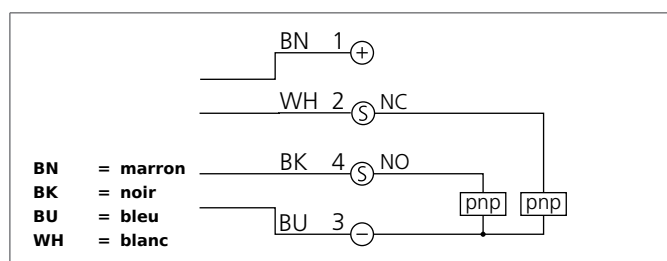 BN 1 +
WH 2 S NC
BK 4 S NO
pnp pnp
BU 3 −
BN = marron
BK = noir
BU = bleu
WH = blanc